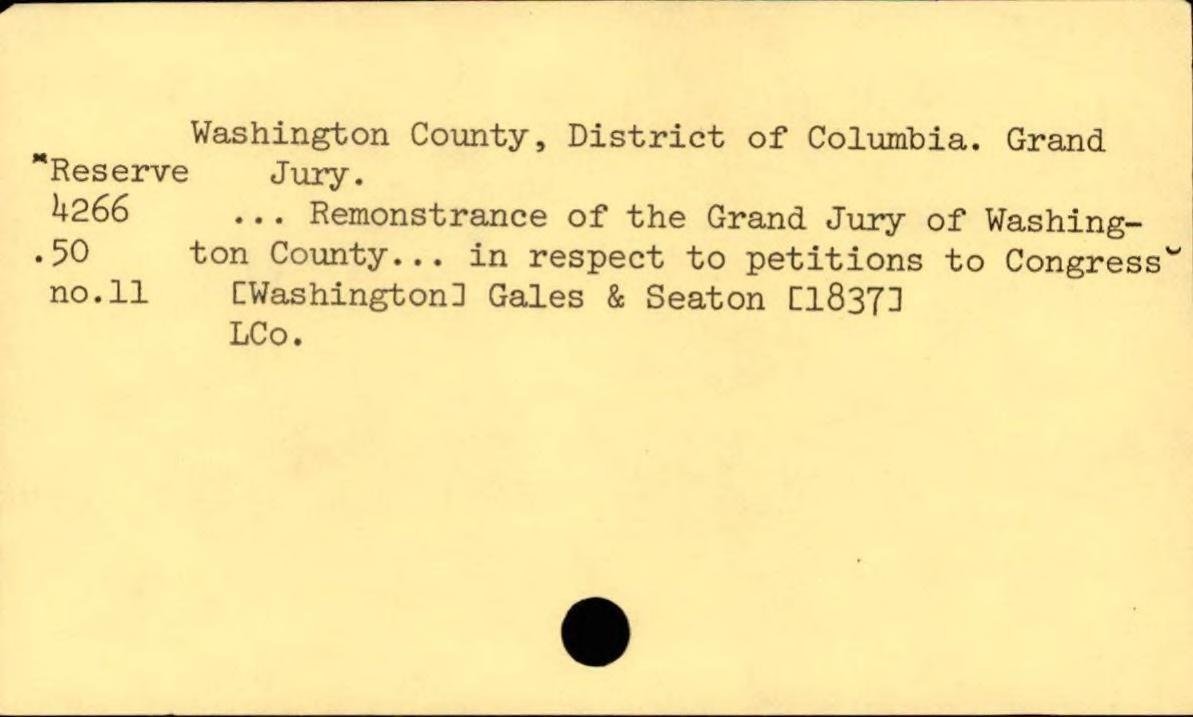 Washington County, District of Columbia. Grand
*Reserve Jury.
4266 ... Remonstrance of the Grand Jury of Washing-
.50 ton County... in respect to petitions to Congress
no.11 [Washington] Gales & Seaton [1837]
LCo.